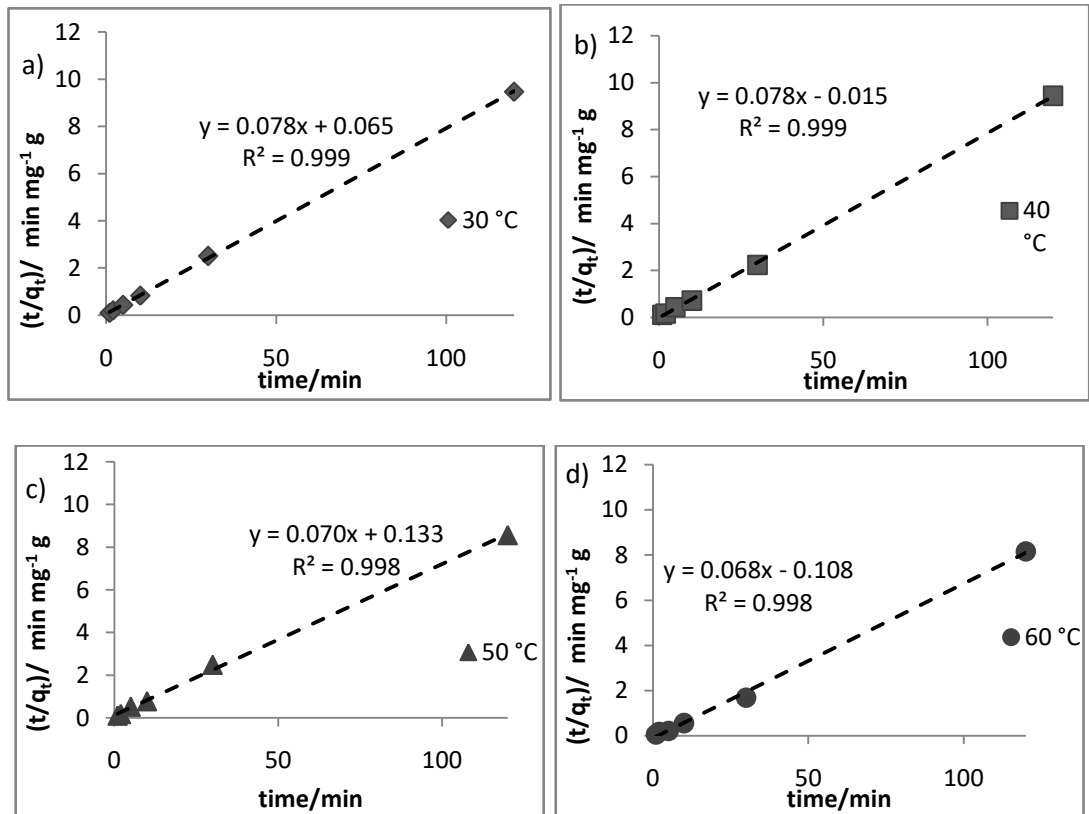 a)
12
10
8
6
4
2
0
y = 0.078x + 0.065
R² = 0.999
30 °C
0 50 100
time/min
(t/qₜ)/ min mg⁻¹ g
b)
12
10
8
6
4
2
0
y = 0.078x - 0.015
R² = 0.999
40
°C
0 50 100
time/min
(t/qₜ)/ min mg⁻¹ g
c)
12
10
8
6
4
2
0
y = 0.070x + 0.133
R² = 0.998
50 °C
0 50 100
time/min
(t/qₜ)/ min mg⁻¹ g
d)
12
10
8
6
4
2
0
y = 0.068x - 0.108
R² = 0.998
60 °C
0 50 100
time/min
(t/qₜ)/ min mg⁻¹ g